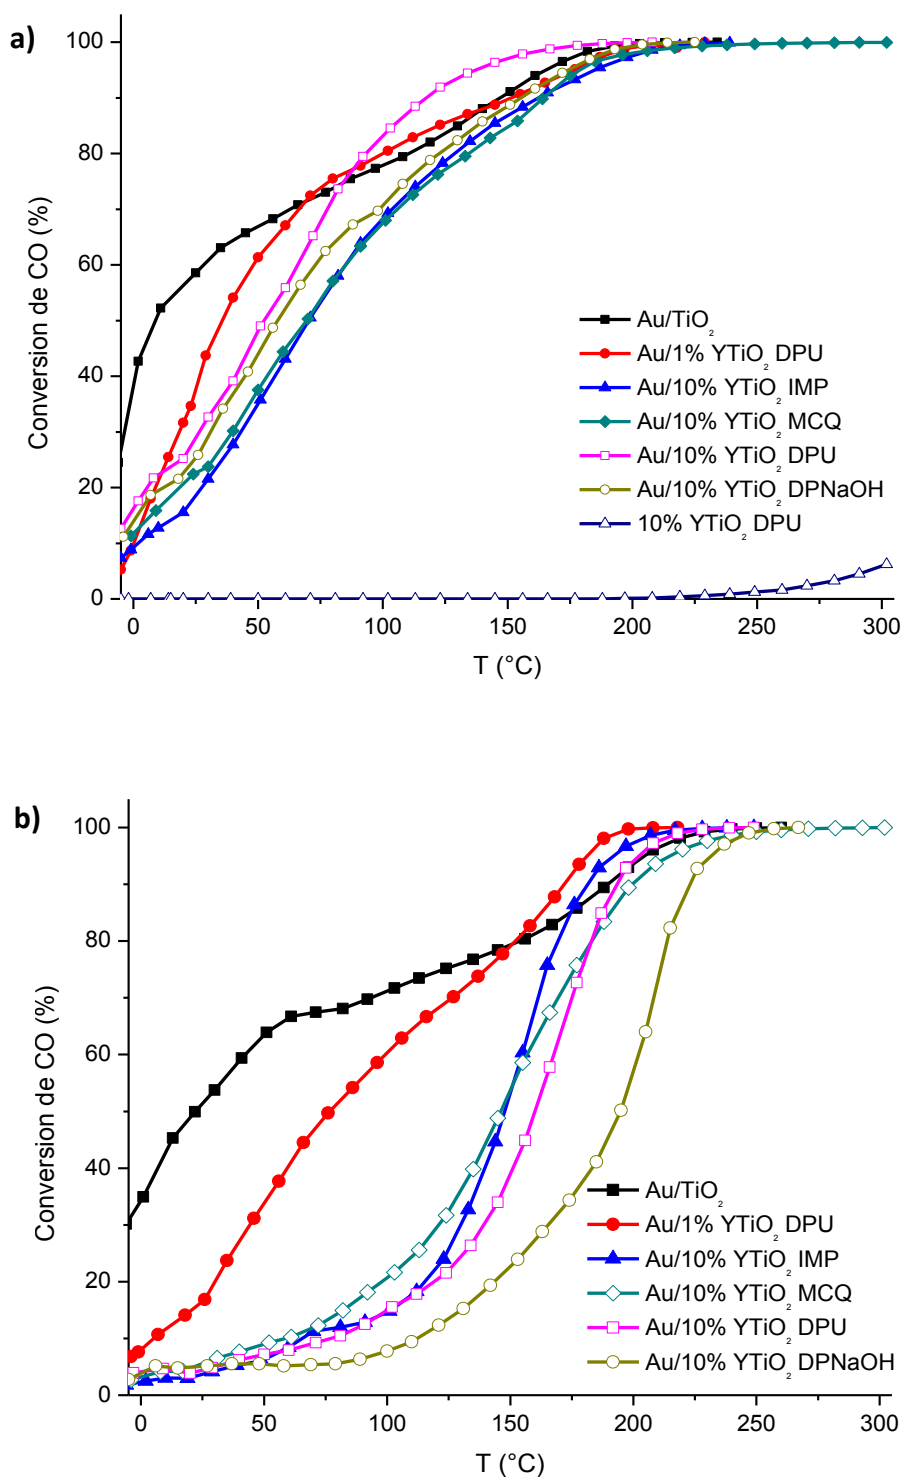 a)
100
80
60
40
20
0
Conversion de CO (%)
Au/TiO₂
Au/1% YTiO₂ DPU
Au/10% YTiO₂ IMP
Au/10% YTiO₂ MCQ
Au/10% YTiO₂ DPU
Au/10% YTiO₂ DPNaOH
10% YTiO₂ DPU
0 50 100 150 200 250 300
T (°C)
b)
100
80
60
40
20
0
Conversion de CO (%)
Au/TiO₂
Au/1% YTiO₂ DPU
Au/10% YTiO₂ IMP
Au/10% YTiO₂ MCQ
Au/10% YTiO₂ DPU
Au/10% YTiO₂ DPNaOH
0 50 100 150 200 250 300
T (°C)